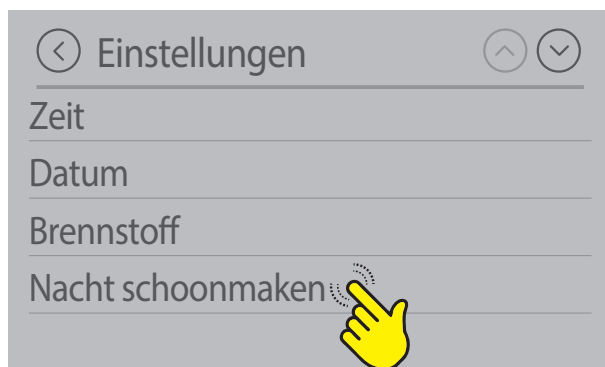 Einstellungen
Zeit
Datum
Brennstoff
Nacht schoonmaken